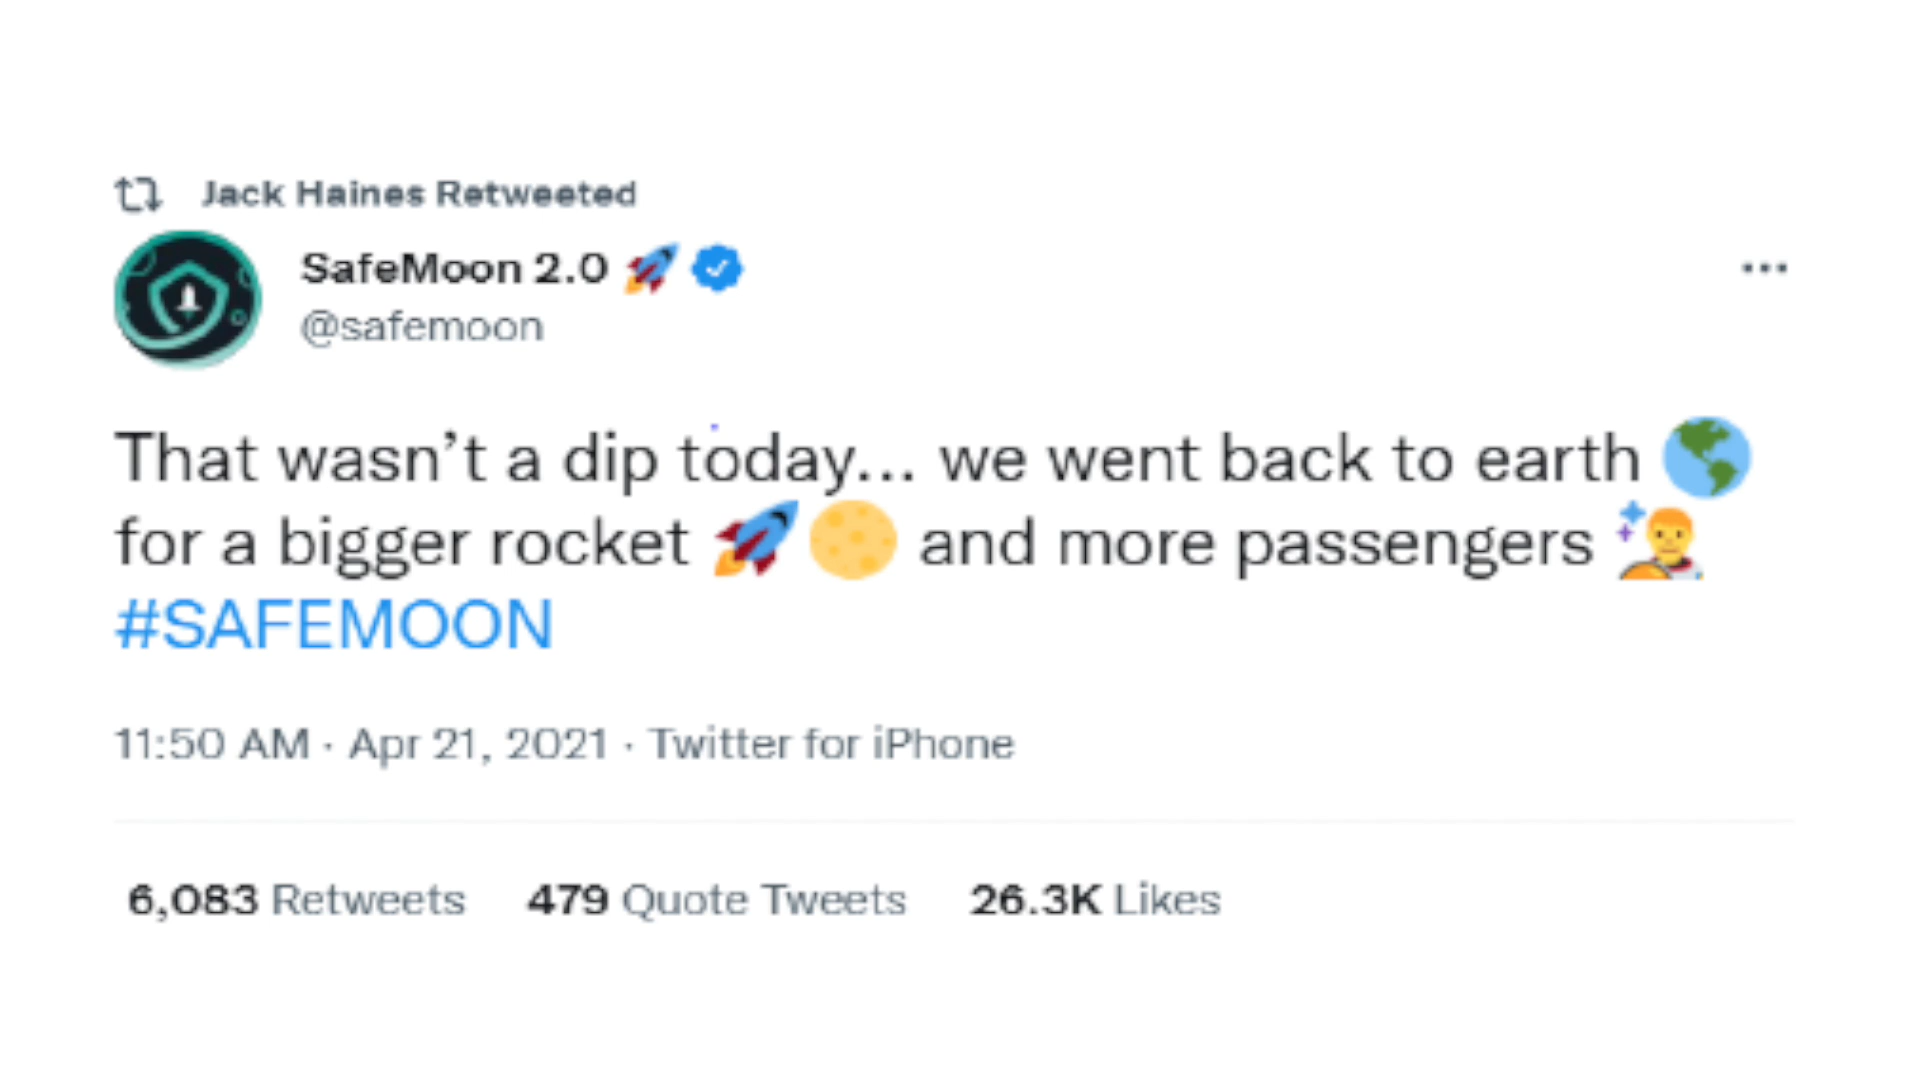 Jack Haines Retweeted
SafeMoon 2.0 🚀
@safemoon
That wasn’t a dip today... we went back to earth 🌎
for a bigger rocket 🚀🌕 and more passengers 👨‍🚀
#SAFEMOON
11:50 AM · Apr 21, 2021 · Twitter for iPhone
6,083 Retweets 479 Quote Tweets 26.3K Likes